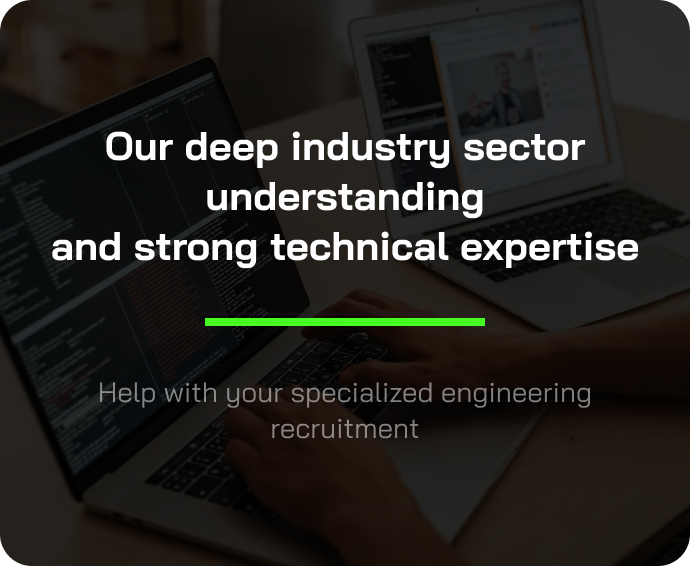 Our deep industry sector
understanding
and strong technical expertise
Help with your specialized engineering
recruitment